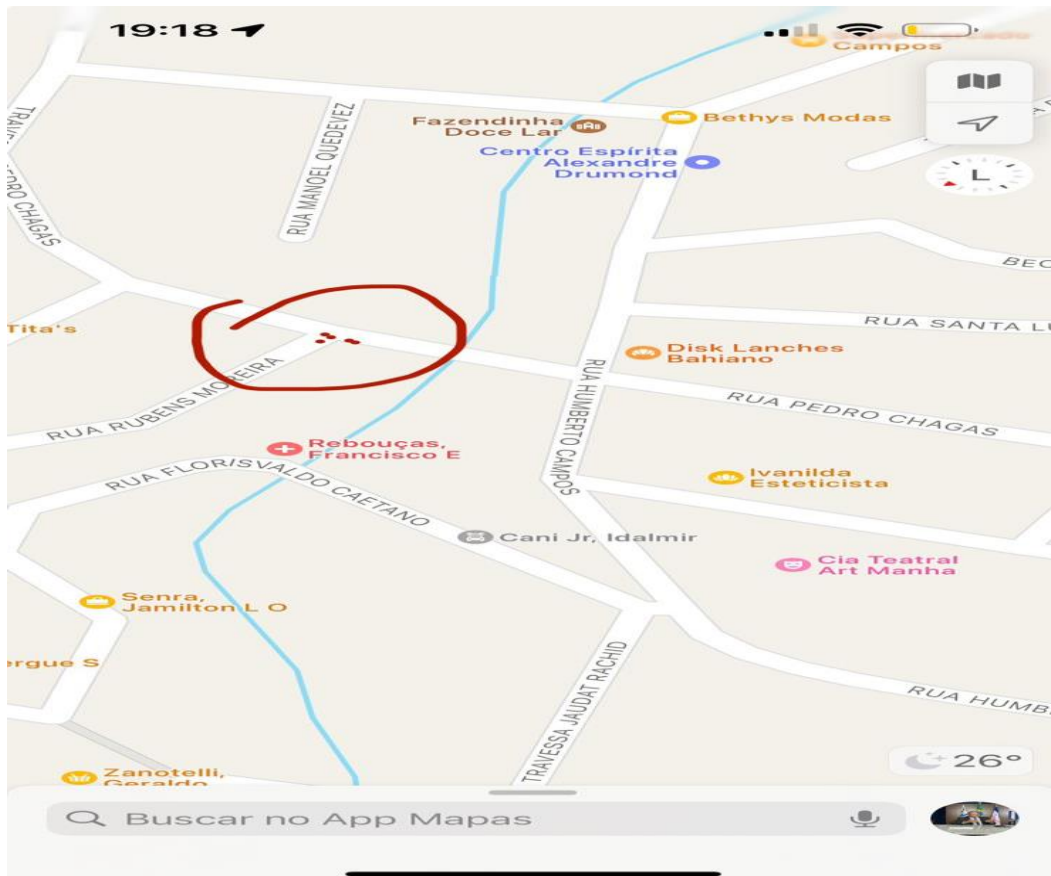 19:18
Campos
Fazendinha
Doce Lar
Bethys Modas
Centro Espírita
Alexandre
Drumond
L
RUA MANOEL QUEDEVEZ
CHAGAS
BEC
Tita's
RUA SANTA LU
Disk Lanches
Bahiano
RUA RUBENS MOREIRA
RUA HUMBERTO CAMPOS
RUA PEDRO CHAGAS
Rebouças,
Francisco E
RUA FLORISVALDO CAETANO
Ivanilda
Esteticista
Cani Jr, Idalmir
Cia Teatral
Art Manha
Senra,
Jamilton L O
ergue S
TRAVESSA JAUDAT RACHID
RUA HUMB
26°
Zanotelli,
Geraldo
Buscar no App Mapas